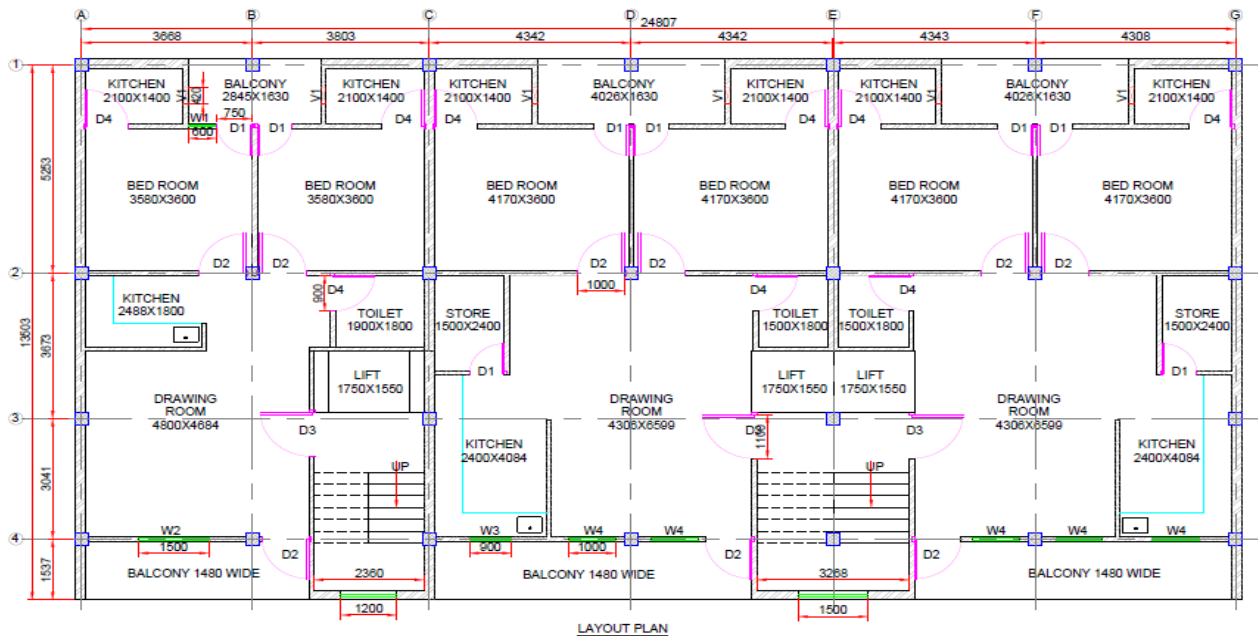 A B C D E F G
24807
3668 3803 4342 4342 4343 4308
1
KITCHEN
2100X1400
V1
420
BALCONY
2845X1630
V1
KITCHEN
2100X1400
KITCHEN
2100X1400
BALCONY
4026X1630
V1
KITCHEN
2100X1400
KITCHEN
2100X1400
BALCONY
4026X1630
V1
KITCHEN
2100X1400
D4
W1
600
750
D1 D1
D4
D4
D1 D1
D4
D4
D1 D1
D4
5253
BED ROOM
3580X3600
BED ROOM
3580X3600
BED ROOM
4170X3600
BED ROOM
4170X3600
BED ROOM
4170X3600
BED ROOM
4170X3600
D2 D2 D2 D2 D2 D2
1000
2
13503
3673
KITCHEN
2488X1800
900
D4
TOILET
1900X1800
STORE
1500X2400
D4
TOILET
1500X1800
D4
TOILET
1500X1800
STORE
1500X2400
LIFT
1750X1550
D1
LIFT
1750X1550
LIFT
1750X1550
D1
DRAWING
ROOM
4800X4684
DRAWING
ROOM
4306X6599
DRAWING
ROOM
4306X6599
3
D3
D3
1100
D3
3041
UP
KITCHEN
2400X4084
UP
KITCHEN
2400X4084
4
W2
1500
D2
W3
900
W4
1000
W4
D2
D2
W4 W4 W4
1537
BALCONY 1480 WIDE
2360
1200
BALCONY 1480 WIDE
3268
1500
BALCONY 1480 WIDE
LAYOUT PLAN